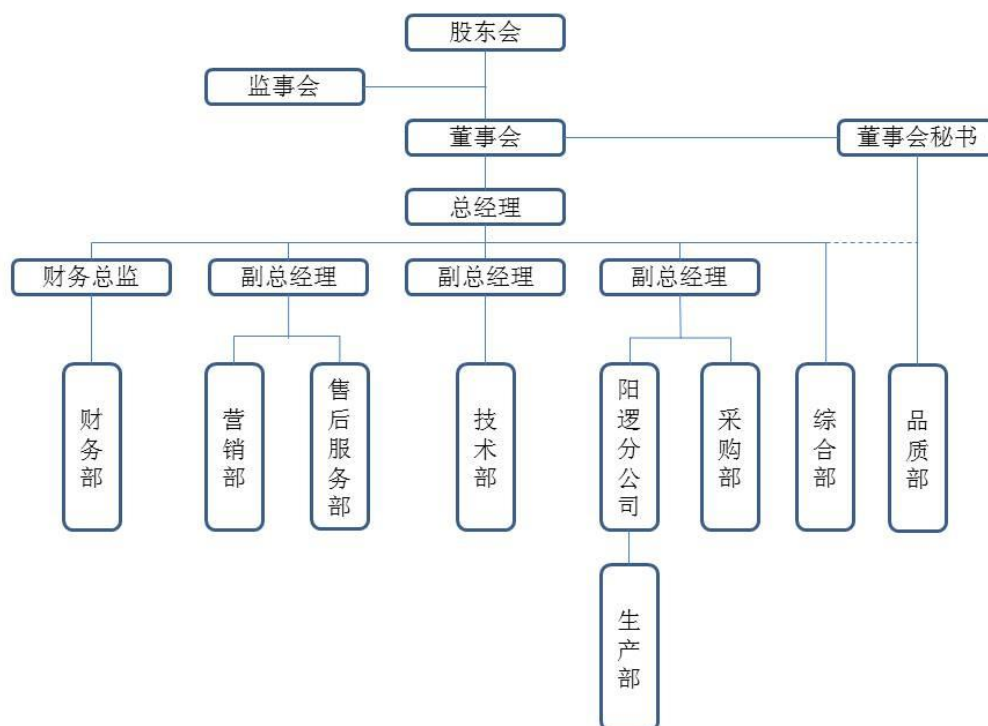 股东会
监事会
董事会
董事会秘书
总经理
财务总监
副总经理
副总经理
副总经理
财务部
营销部
售后服务部
技术部
阳逻分公司
采购部
综合部
品质部
生产部